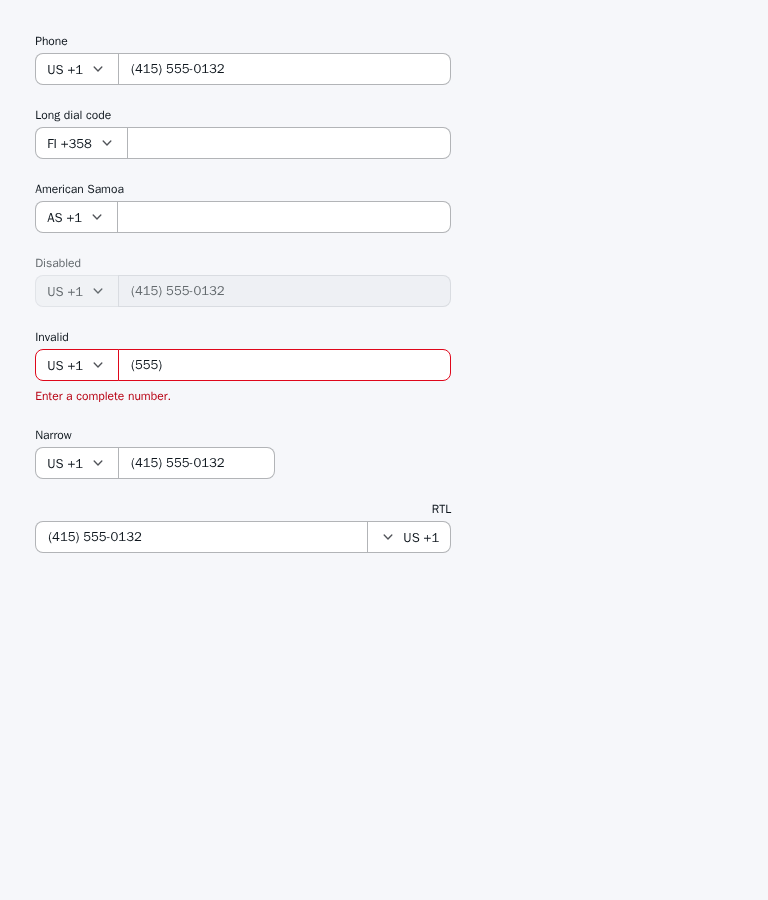 Phone
US +1 (415) 555-0132
Long dial code
FI +358
American Samoa
AS +1
Disabled
US +1 (415) 555-0132
Invalid
US +1 (555)
Enter a complete number.
Narrow
US +1 (415) 555-0132
RTL
(415) 555-0132 US +1